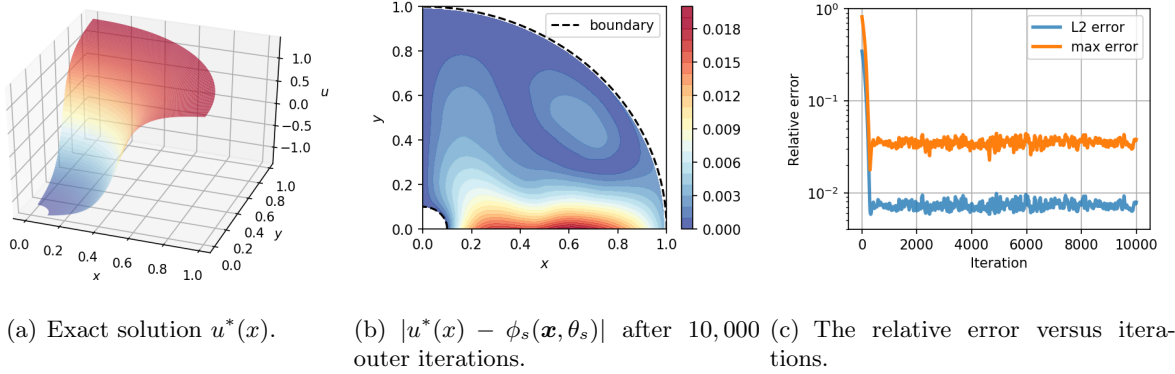 1.0
0.5
0.0
−0.5
−1.0
u
1.0
0.8
0.6
0.4
0.2
0.0
y
0.0
0.2
0.4
0.6
0.8
1.0
x
boundary
1.0
0.8
0.6
0.4
0.2
0.0
y
0.0 0.2 0.4 0.6 0.8 1.0
x
0.018
0.015
0.012
0.009
0.006
0.003
0.000
L2 error
max error
10⁰
10⁻¹
10⁻²
Relative error
0 2000 4000 6000 8000 10000
Iteration
(a) Exact solution u*(x).
(b) |u*(x) − ϕₛ(𝒙, θₛ)| after 10,000
outer iterations.
(c) The relative error versus itera-
tions.